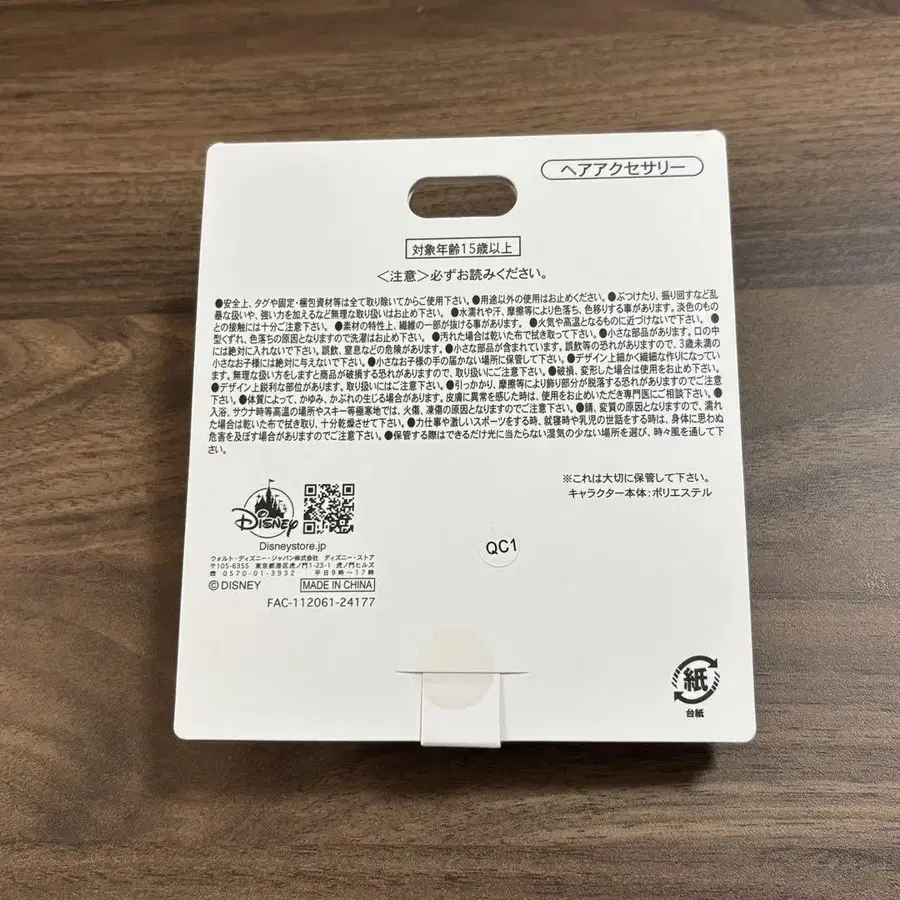 ヘアアクセサリー
対象年齢15歳以上
<注意>必ずお読みください。
●安全上、タグや固定・梱包資材等は全て取り除いてからご使用下さい。●用途以外の使用はお止めください。●ぶつけたり、振り回すなど乱
暴な扱いや、強い力を加えるなど無理な取り扱いはお止め下さい。●水濡れや汗、摩擦等により色落ち、色移りする事があります。淡色のもの
との接触には十分ご注意下さい。●素材の特性上、繊維の一部が抜ける事があります。●火気や高温となるものに近づけないで下さい。●
型くずれ、色落ちの原因となりますので洗濯はお止め下さい。●汚れた場合は乾いた布で拭き取って下さい。●小さな部品があります。口の中
には絶対に入れないで下さい。誤飲、窒息などの危険があります。●小さな部品が含まれています。誤飲等の恐れがありますので、3歳未満の
小さなお子様には絶対に与えないで下さい。●小さなお子様の手の届かない場所に保管して下さい。●デザイン上細かく繊細な作りになってい
ます。無理な扱い方をしますと商品が破損する恐れがありますので、取り扱いにご注意下さい。●破損、変形した場合は使用をお止め下さい。
●デザイン上鋭利な部位があります。取り扱いにはご注意下さい。●引っかかり、摩擦等により飾り部分が脱落する恐れがありますのでご注意
下さい。●体質によって、かゆみ、かぶれの生じる場合があります。皮膚に異常を感じた時は、使用をお止めいただき専門医にご相談下さい。●
入浴、サウナ時等高温の場所やスキー等極寒地では、火傷、凍傷の原因となりますのでご注意下さい。●錆、変質の原因となりますので、濡れ
た場合は乾いた布で拭き取り、十分乾燥させて下さい。●力仕事や激しいスポーツをする時、就寝時や乳児の世話をする時は、身体に思わぬ
危害を及ぼす場合がありますのでご注意下さい。●保管する際はできるだけ光に当たらない湿気の少ない場所を選び、時々風を通して下
さい。
※これは大切に保管して下さい。
キャラクター本体:ポリエステル
Disney
Disneystore.jp
ウォルト・ディズニー・ジャパン株式会社 ディズニー・ストア
〒105-6355 東京都港区虎ノ門1-23-1 虎ノ門ヒルズ
☎0570-01-3932 平日9時〜17時
©DISNEY MADE IN CHINA
FAC-112061-24177
QC1
紙
台紙